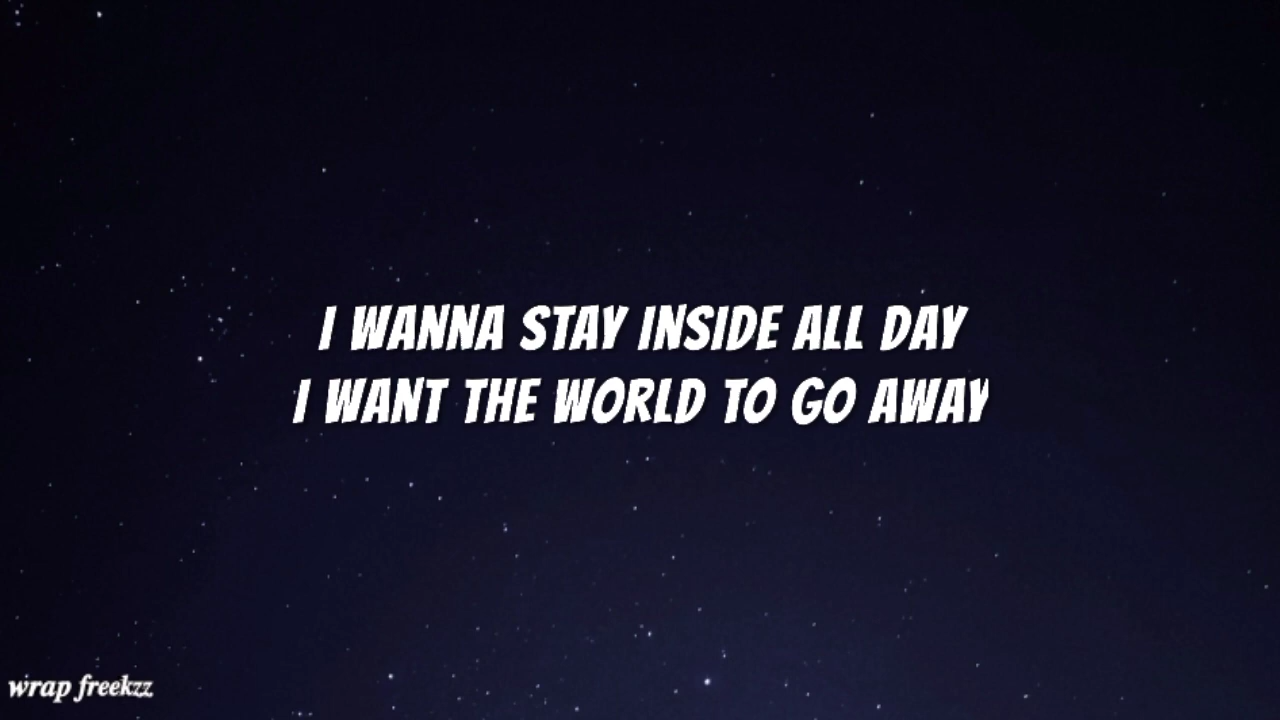 I WANNA STAY INSIDE ALL DAY
I WANT THE WORLD TO GO AWAY
wrap freekzz